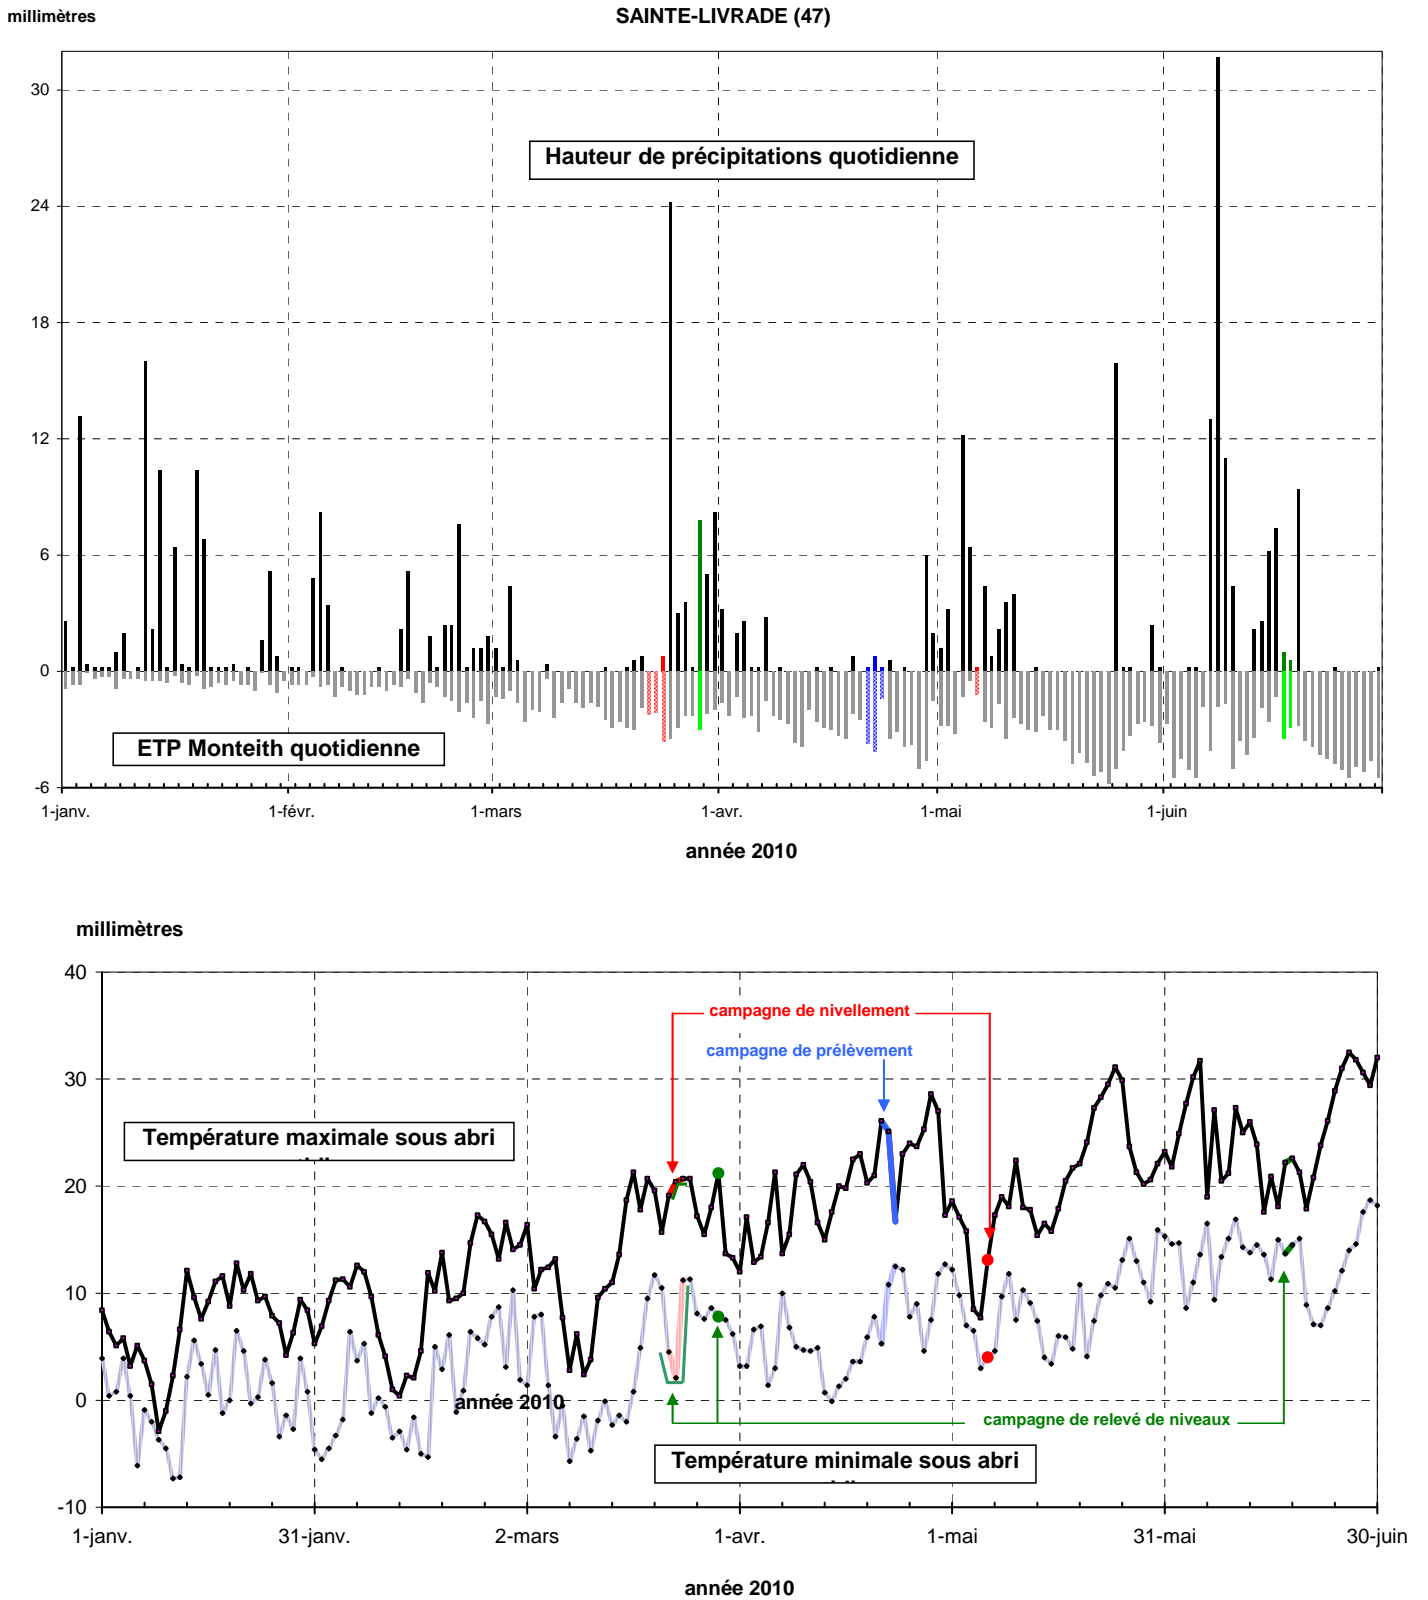 millimètres
SAINTE-LIVRADE (47)
30
Hauteur de précipitations quotidienne
24
18
12
6
0
ETP Monteith quotidienne
-6
1-janv. 1-févr. 1-mars 1-avr. 1-mai 1-juin
année 2010
millimètres
40
campagne de nivellement
campagne de prélèvement
30
Température maximale sous abri
20
10
0
année 2010
campagne de relevé de niveaux
Température minimale sous abri
-10
1-janv. 31-janv. 2-mars 1-avr. 1-mai 31-mai 30-juin
année 2010